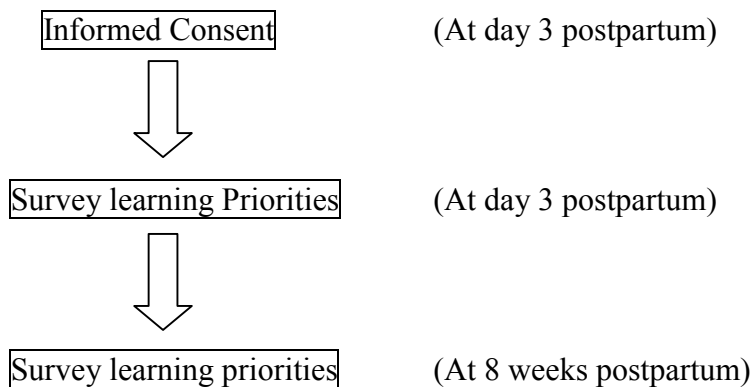 Informed Consent (At day 3 postpartum)
Survey learning Priorities (At day 3 postpartum)
Survey learning priorities (At 8 weeks postpartum)